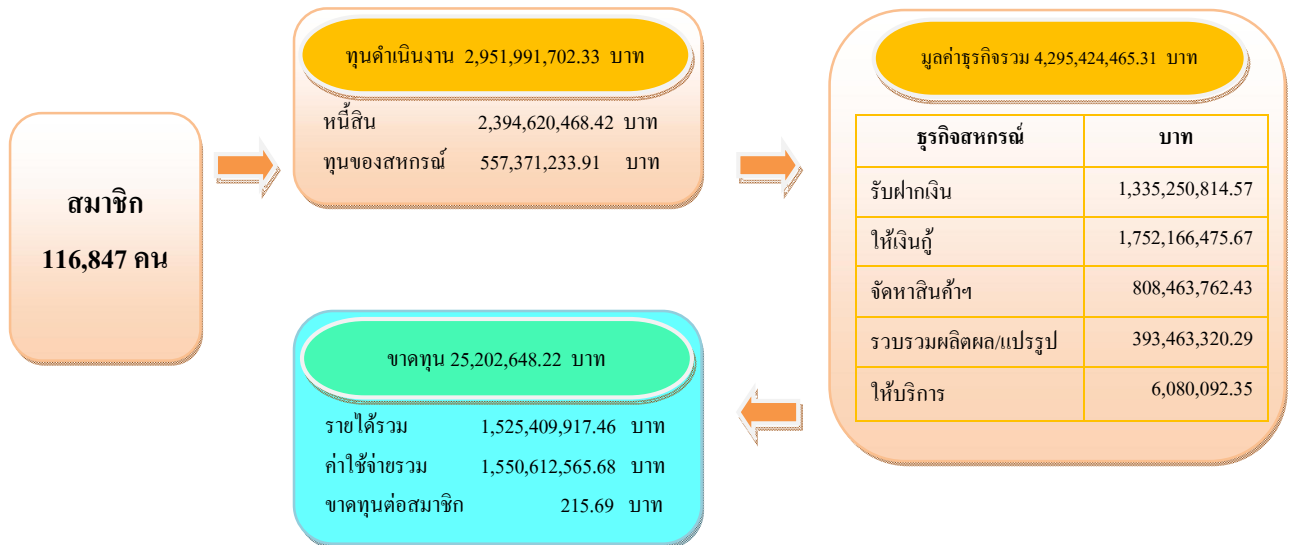 สมาชิก
116,847 คน
ทุนดำเนินงาน 2,951,991,702.33 บาท
หนี้สิน 2,394,620,468.42 บาท
ทุนของสหกรณ์ 557,371,233.91 บาท
มูลค่าธุรกิจรวม 4,295,424,465.31 บาท
ธุรกิจสหกรณ์ บาท
รับฝากเงิน 1,335,250,814.57
ให้เงินกู้ 1,752,166,475.67
จัดหาสินค้าฯ 808,463,762.43
รวบรวมผลิตผล/แปรรูป 393,463,320.29
ให้บริการ 6,080,092.35
ขาดทุน 25,202,648.22 บาท
รายได้รวม 1,525,409,917.46 บาท
ค่าใช้จ่ายรวม 1,550,612,565.68 บาท
ขาดทุนต่อสมาชิก 215.69 บาท